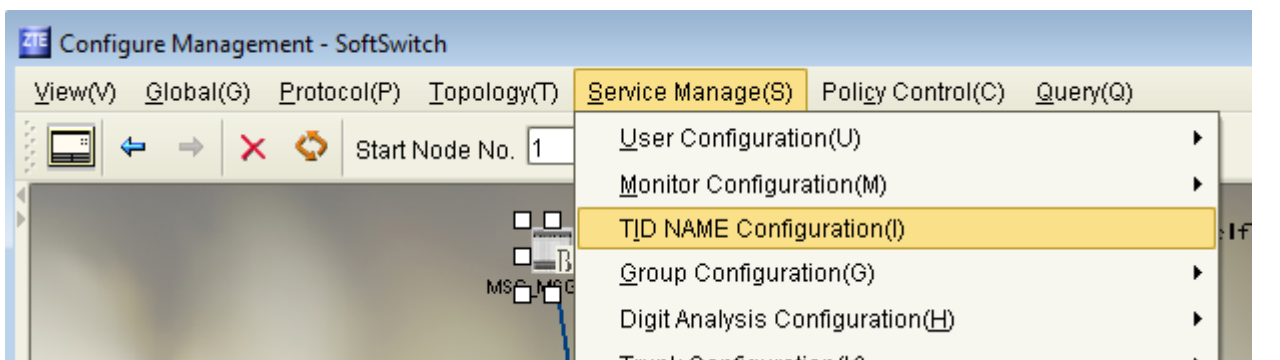 ZTE Configure Management - SoftSwitch
View(V) Global(G) Protocol(P) Topology(T) Service Manage(S) Policy Control(C) Query(Q)
Start Node No. 1
User Configuration(U)
Monitor Configuration(M)
TID NAME Configuration(I)
Group Configuration(G)
Digit Analysis Configuration(H)